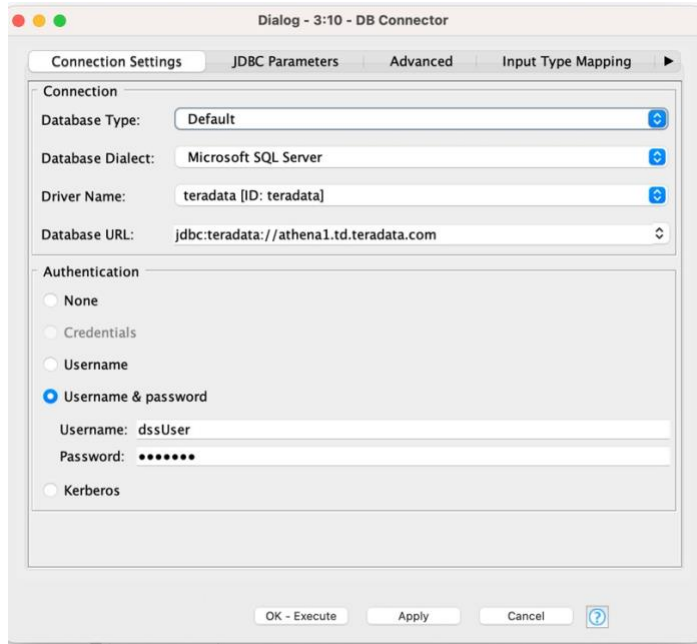 Dialog - 3:10 - DB Connector
Connection Settings JDBC Parameters Advanced Input Type Mapping
Connection
Database Type: Default
Database Dialect: Microsoft SQL Server
Driver Name: teradata [ID: teradata]
Database URL: jdbc:teradata://athena1.td.teradata.com
Authentication
None
Credentials
Username
Username & password
Username: dssUser
Password: •••••••
Kerberos
OK - Execute Apply Cancel ?